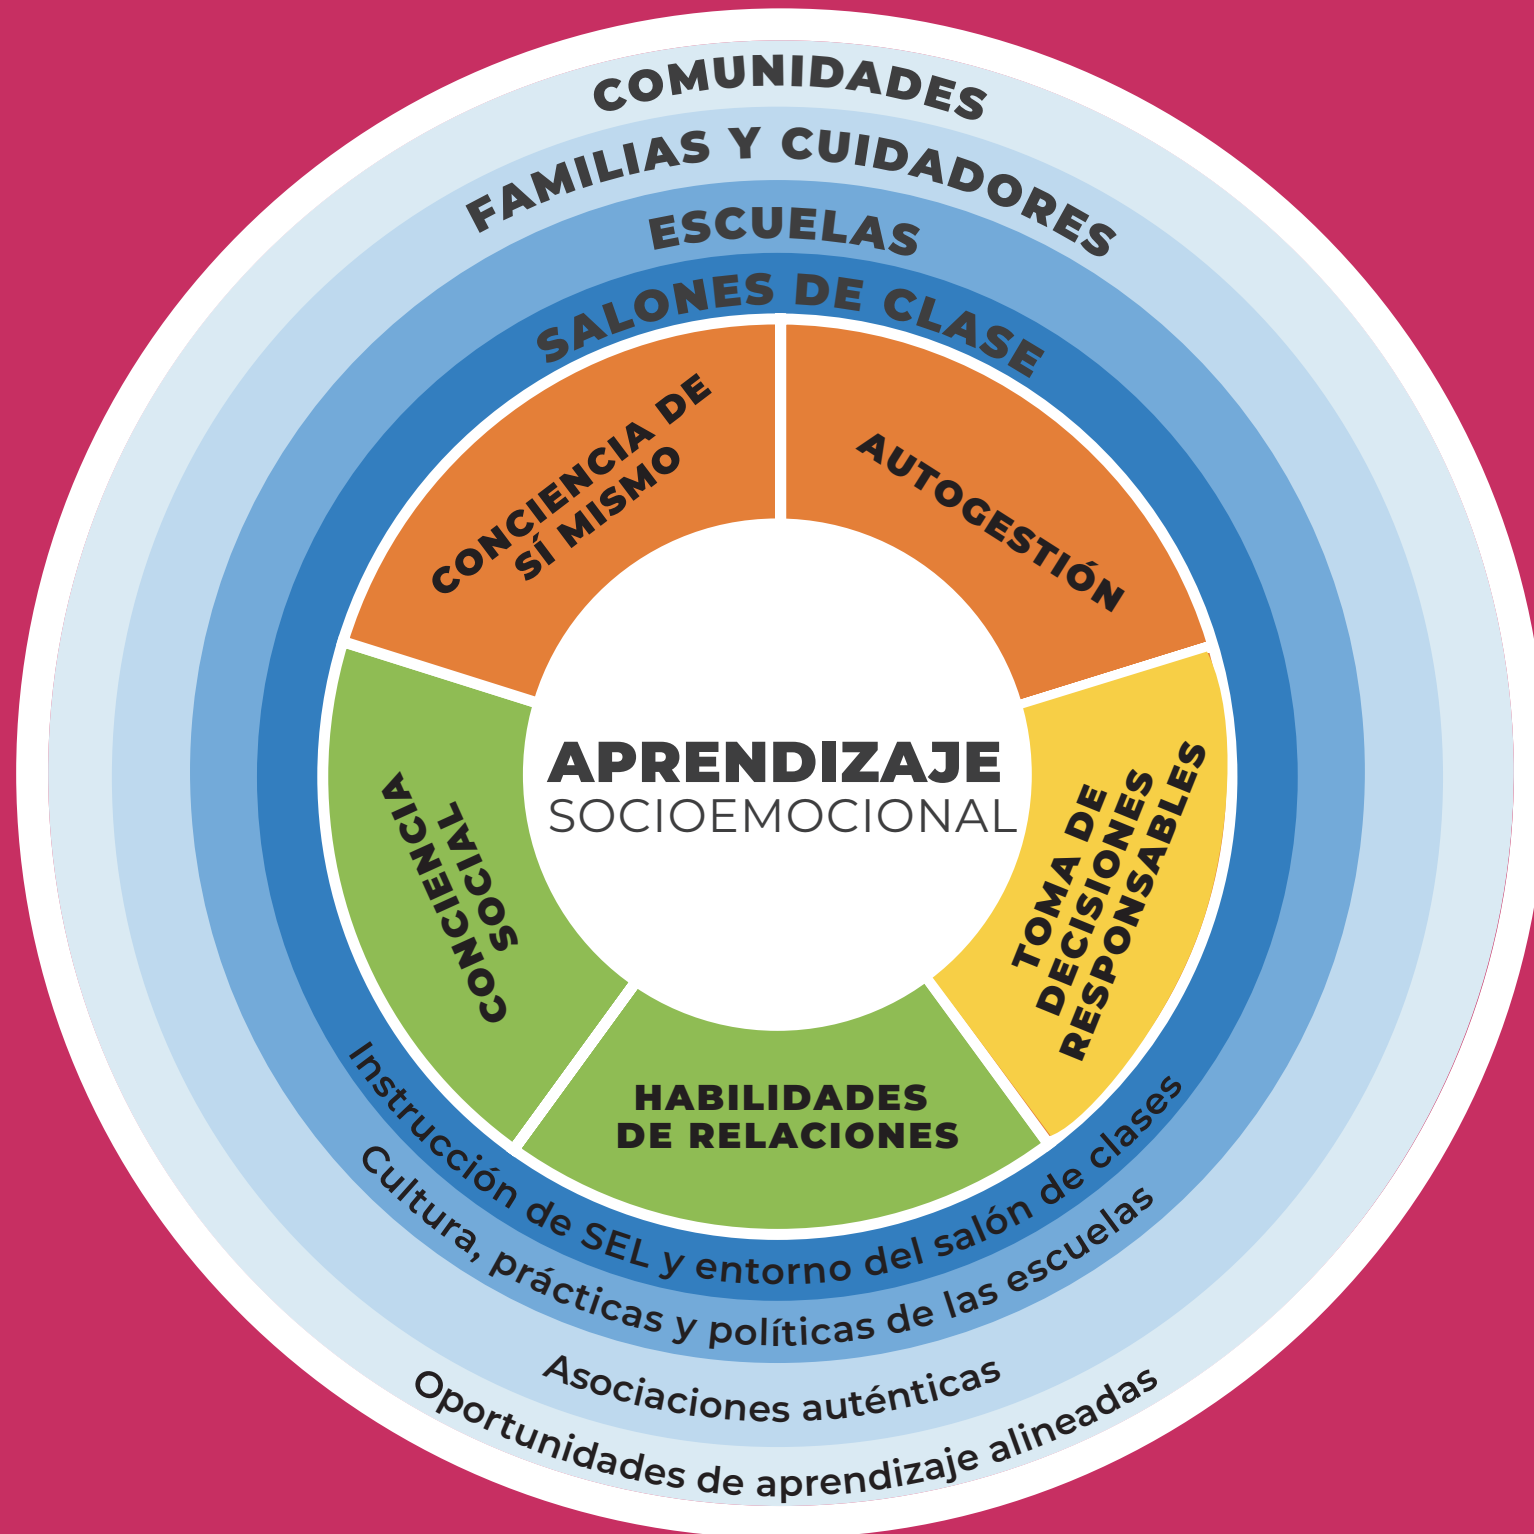 COMUNIDADES
FAMILIAS Y CUIDADORES
ESCUELAS
SALONES DE CLASE
CONCIENCIA DE
SÍ MISMO
AUTOGESTIÓN
APRENDIZAJE
SOCIOEMOCIONAL
CONCIENCIA
SOCIAL
TOMA DE
DECISIONES
RESPONSABLES
HABILIDADES
DE RELACIONES
Instrucción de SEL y entorno del salón de clases
Cultura, prácticas y políticas de las escuelas
Asociaciones auténticas
Oportunidades de aprendizaje alineadas